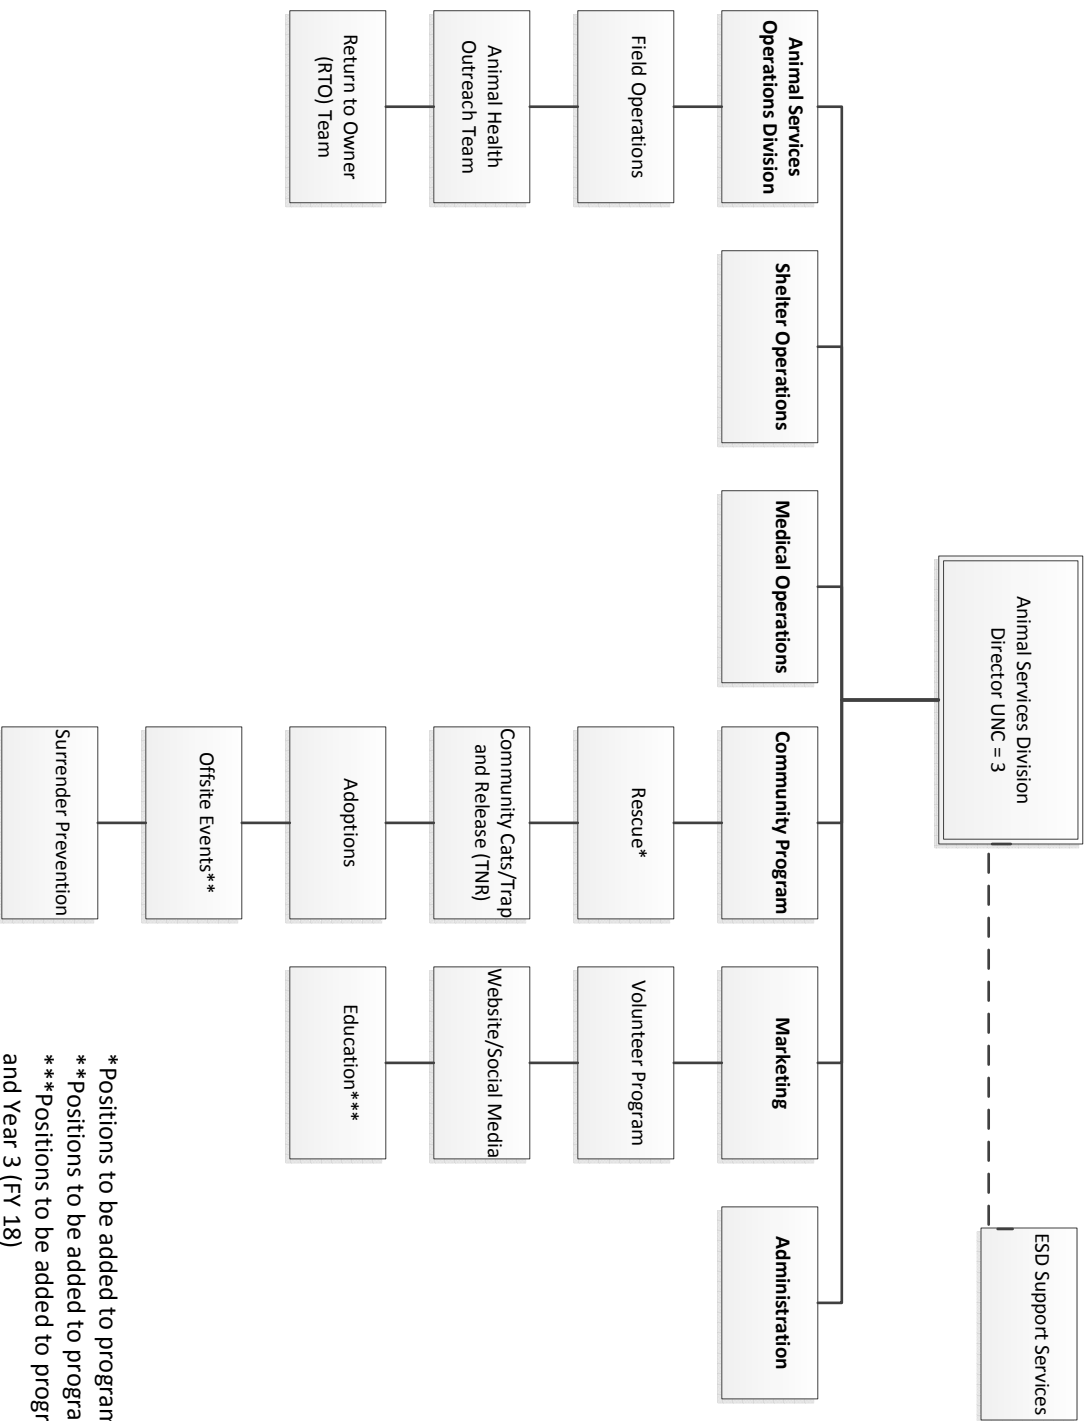 Animal Services Division
Director UNC = 3
ESD Support Services
Animal Services
Operations Division
Field Operations
Animal Health
Outreach Team
Return to Owner
(RTO) Team
Shelter Operations
Medical Operations
Community Program
Rescue*
Community Cats/Trap
and Release (TNR)
Adoptions
Offsite Events**
Surrender Prevention
Marketing
Volunteer Program
Website/Social Media
Education***
Administration
*Positions to be added to
**Positions to be added to
***Positions to be added to
and Year 3 (FY 18)